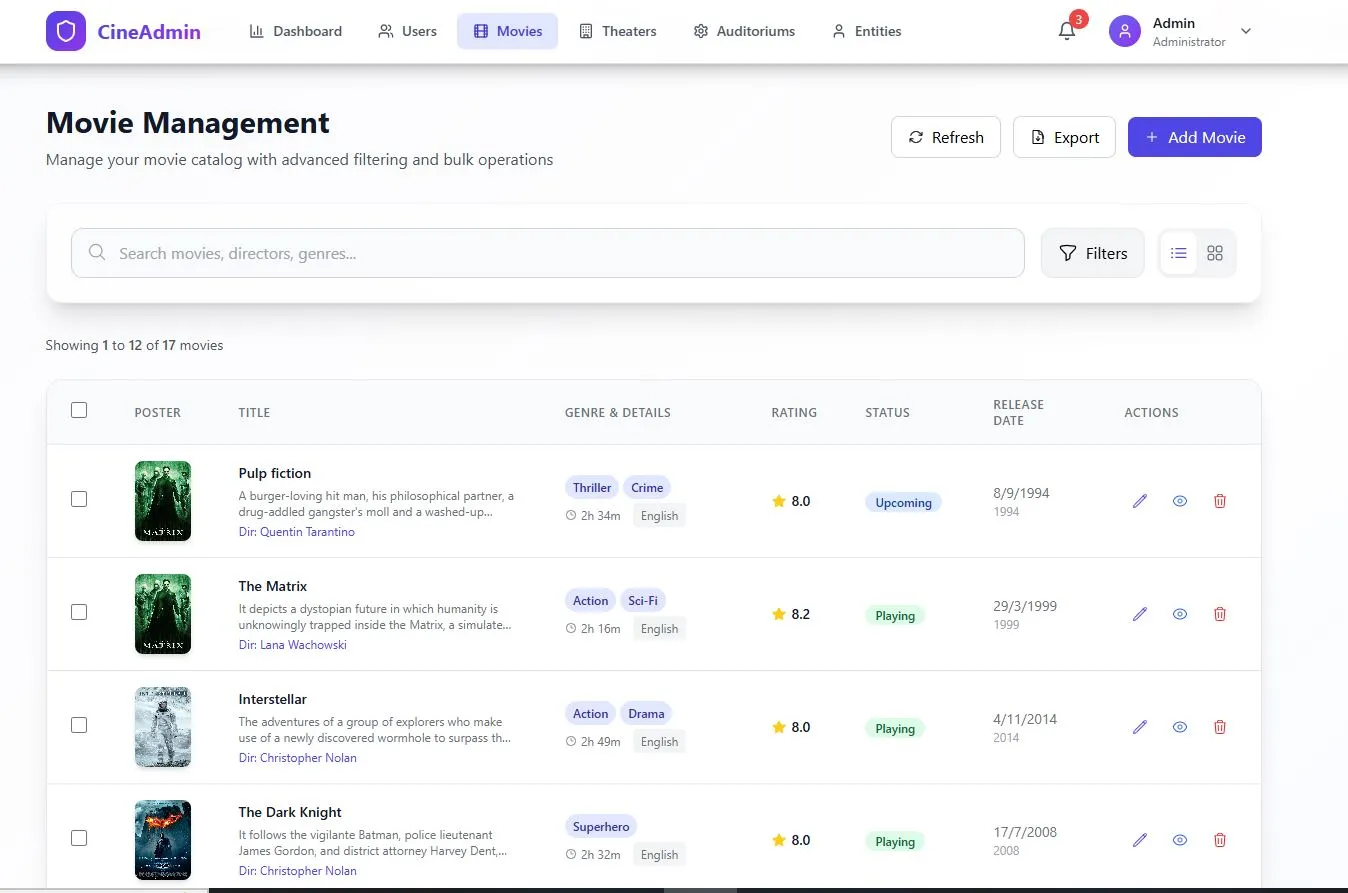 CineAdmin
Dashboard
Users
Movies
Theaters
Auditoriums
Entities
3
Admin
Administrator
Movie Management
Manage your movie catalog with advanced filtering and bulk operations
Refresh
Export
+ Add Movie
Search movies, directors, genres...
Filters
Showing 1 to 12 of 17 movies
POSTER
TITLE
GENRE & DETAILS
RATING
STATUS
RELEASE
DATE
ACTIONS
MATRIX
Pulp fiction
A burger-loving hit man, his philosophical partner, a
drug-addled gangster's moll and a washed-up...
Dir: Quentin Tarantino
Thriller
Crime
2h 34m
English
8.0
Upcoming
8/9/1994
1994
MATRIX
The Matrix
It depicts a dystopian future in which humanity is
unknowingly trapped inside the Matrix, a simulate...
Dir: Lana Wachowski
Action
Sci-Fi
2h 16m
English
8.2
Playing
29/3/1999
1999
Interstellar
The adventures of a group of explorers who make
use of a newly discovered wormhole to surpass th...
Dir: Christopher Nolan
Action
Drama
2h 49m
English
8.0
Playing
4/11/2014
2014
The Dark Knight
It follows the vigilante Batman, police lieutenant
James Gordon, and district attorney Harvey Dent,...
Dir: Christopher Nolan
Superhero
2h 32m
English
8.0
Playing
17/7/2008
2008